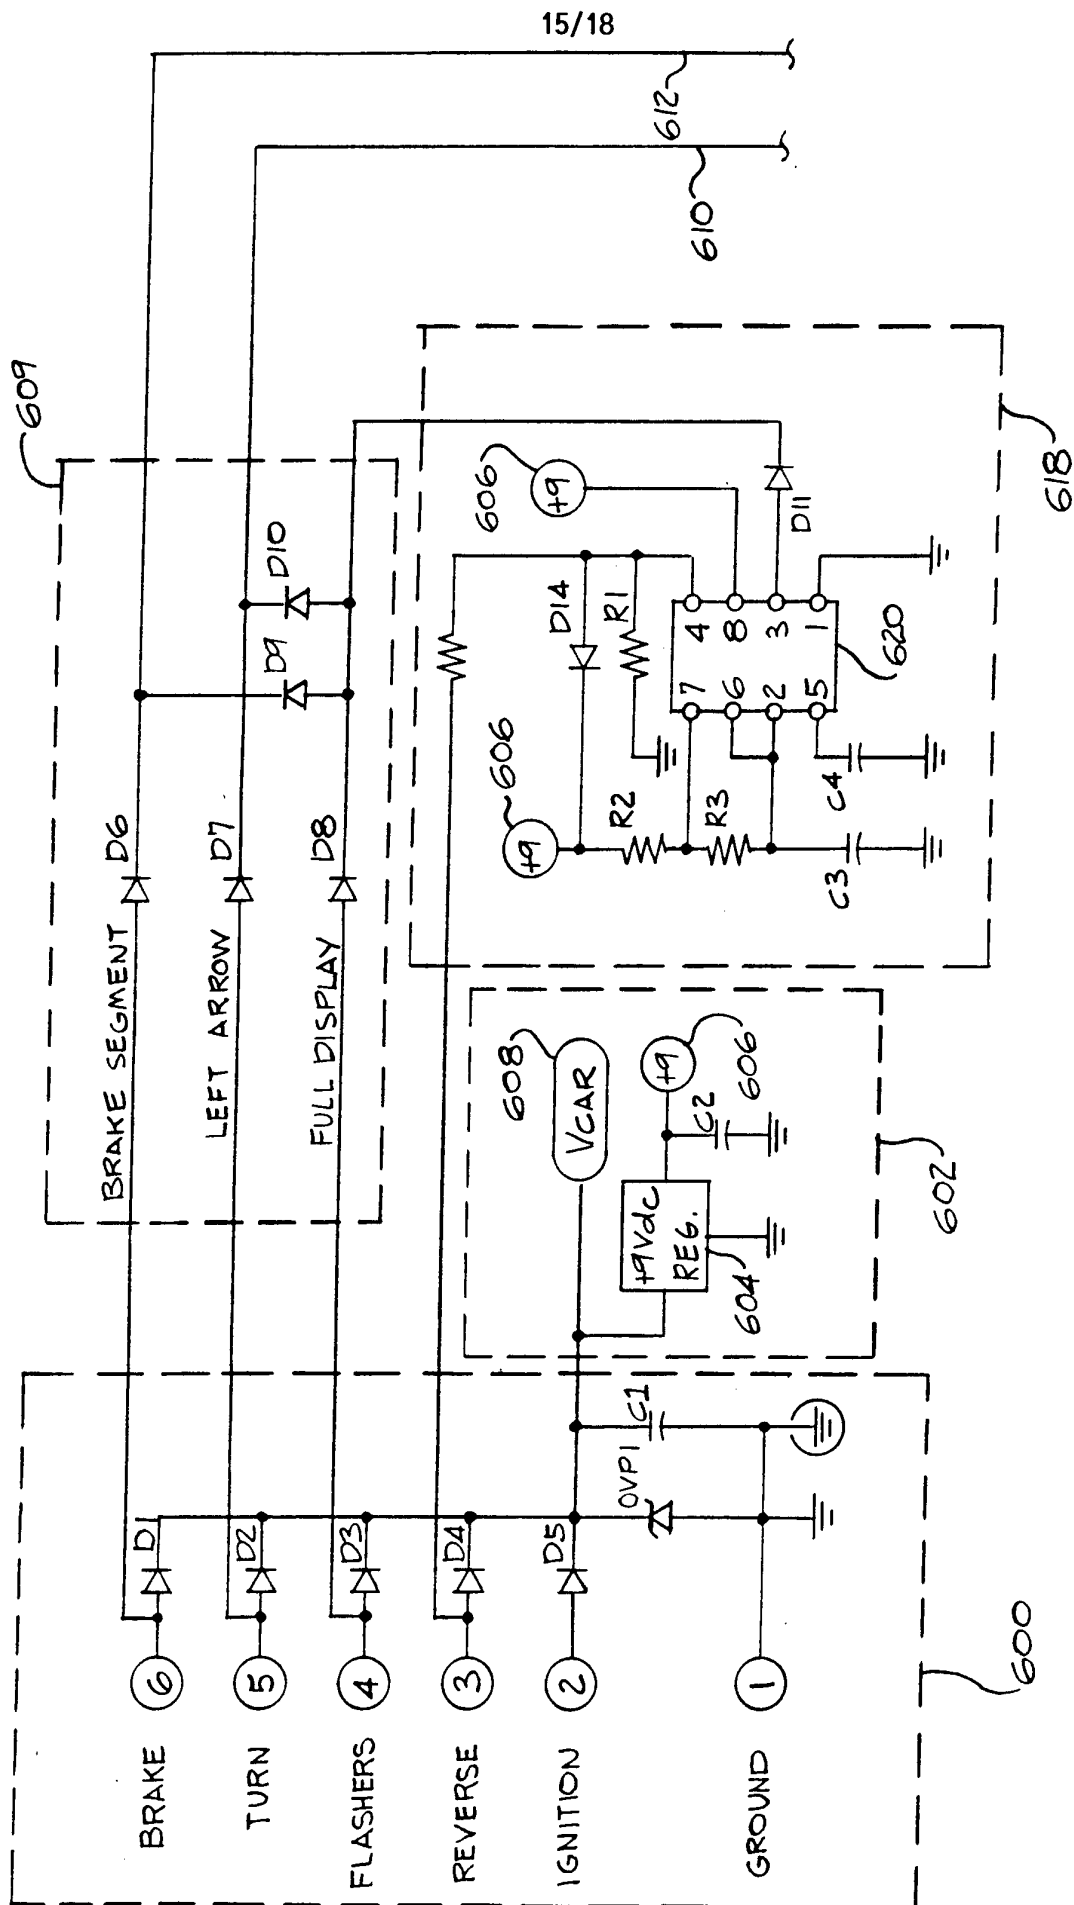 15/18
612
610
609
BRAKE SEGMENT
D6
LEFT ARROW
D7
FULL DISPLAY
D8
D9
D10
606
+9
606
+9
D14
R1
R2
R3
C3
C4
D11
4
8
3
1
7
6
2
5
620
618
608
VCAR
+9
606
C2
+9Vdc
REG.
604
602
D1
D2
D3
D4
D5
OVP1
C1
6
5
4
3
2
1
BRAKE
TURN
FLASHERS
REVERSE
IGNITION
GROUND
600